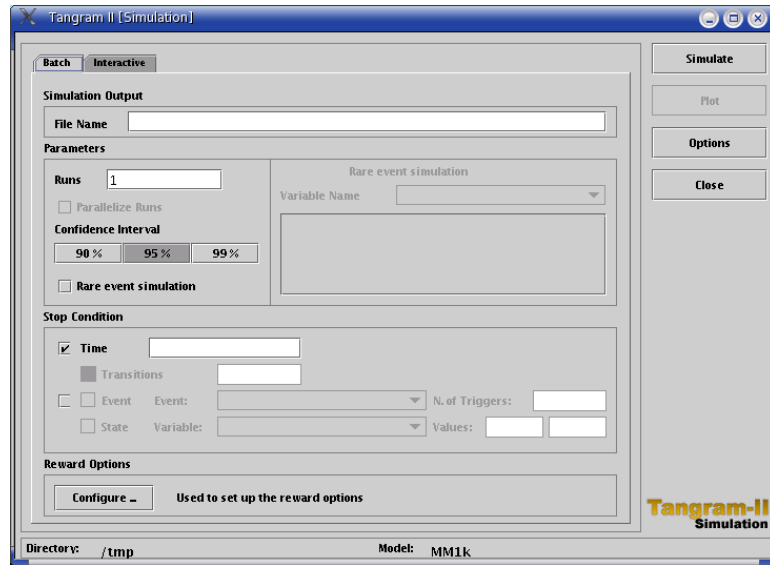 Tangram II [Simulation]
Batch Interactive
Simulation Output
File Name
Parameters
Runs 1
Parallelize Runs
Confidence Interval
90% 95% 99%
Rare event simulation
Rare event simulation
Variable Name
Stop Condition
Time
Transitions
Event Event: N. of Triggers:
State Variable: Values:
Reward Options
Configure ... Used to set up the reward options
Simulate
Plot
Options
Close
Tangram-II
Simulation
Directory: /tmp Model: MM1k